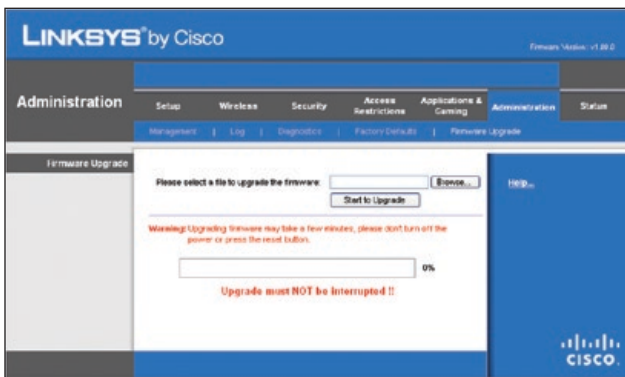 LINKSYS® by Cisco
Firmware Version: v1.00.0
Administration
Setup Wireless Security Access Restrictions Applications & Gaming Administration Status
Management | Log | Diagnostics | Factory Defaults | Firmware Upgrade
Firmware Upgrade
Please select a file to upgrade the firmware: Browse...
Help...
Start to Upgrade
Warning: Upgrading firmware may take a few minutes, please don't turn off the
power or press the reset button.
0%
Upgrade must NOT be interrupted !!
CISCO.